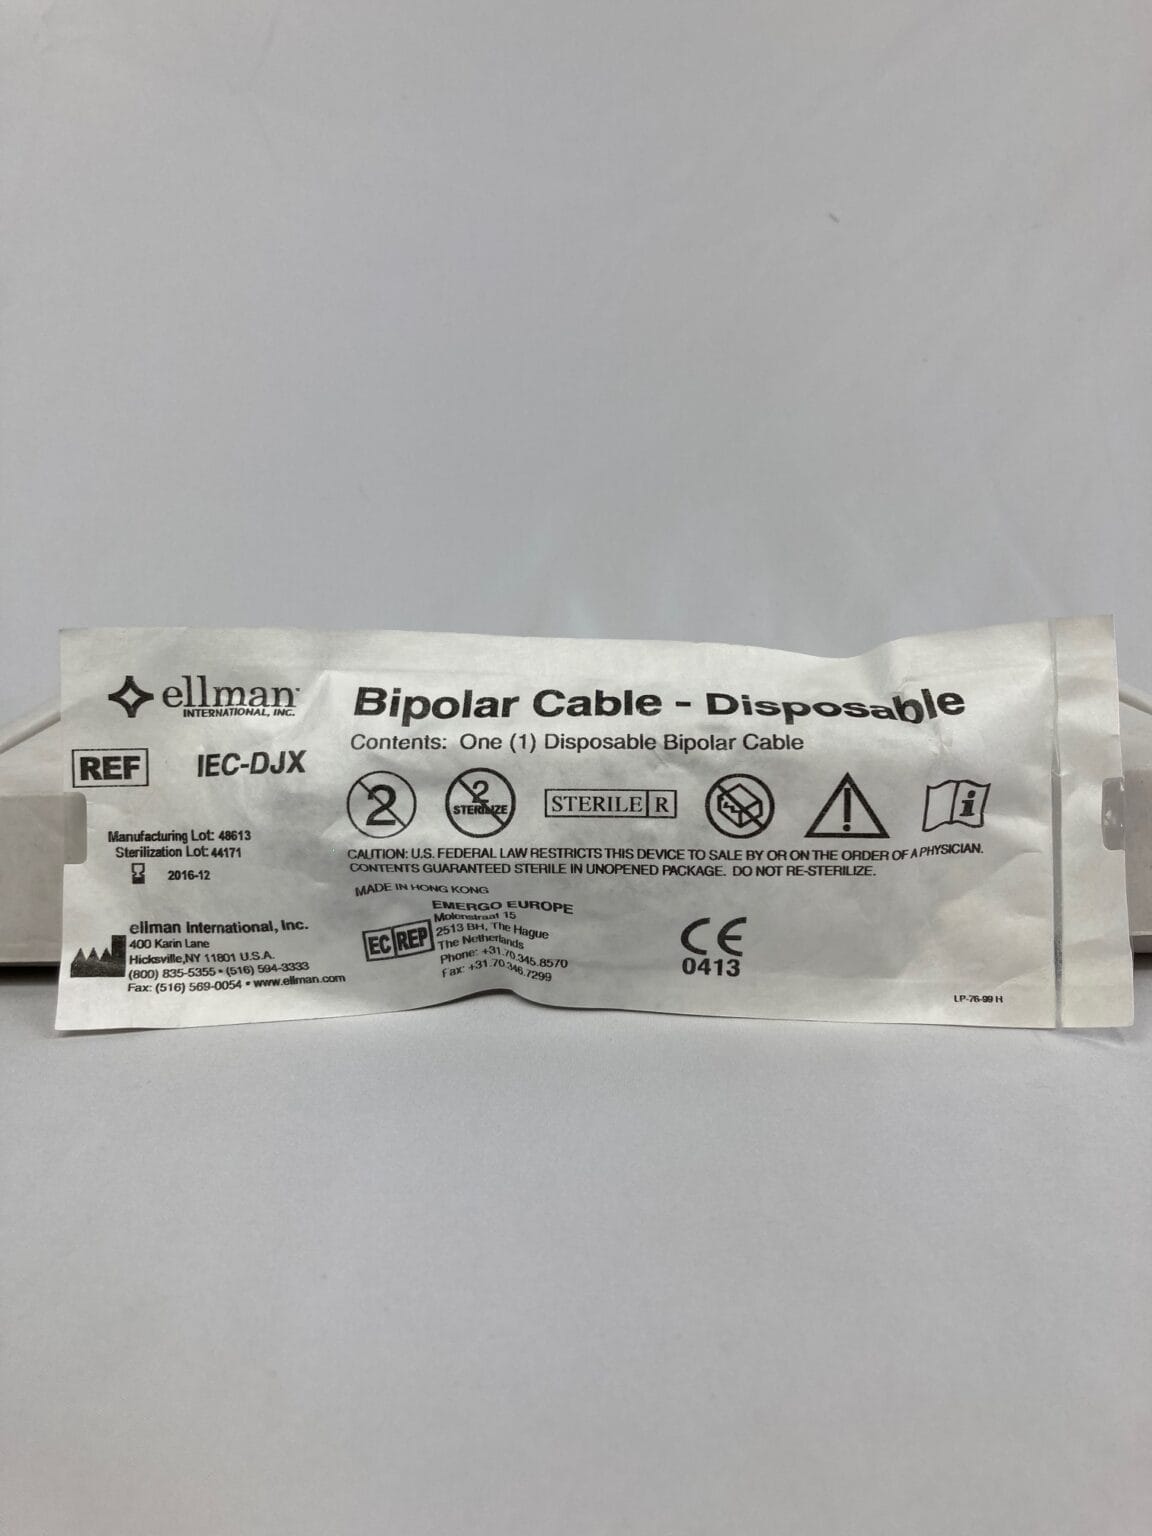 ellman
INTERNATIONAL, INC.
REF IEC-DJX
Manufacturing Lot: 48613
Sterilization Lot: 44171
2016-12
ellman International, Inc.
400 Karin Lane
Hicksville,NY 11801 U.S.A.
(800) 835-5355 • (516) 594-3333
Fax: (516) 569-0054 • www.ellman.com
Bipolar Cable - Disposable
Contents: One (1) Disposable Bipolar Cable
2
2
STERILIZE
STERILE R
i
CAUTION: U.S. FEDERAL LAW RESTRICTS THIS DEVICE TO SALE BY OR ON THE ORDER OF A PHYSICIAN.
CONTENTS GUARANTEED STERILE IN UNOPENED PACKAGE. DO NOT RE-STERILIZE.
MADE IN HONG KONG
EC REP
EMERGO EUROPE
Molenstraat 15
2513 BH, The Hague
The Netherlands
Phone: +31.70.345.8570
Fax: +31.70.346.7299
CE
0413
LP-76-99 H